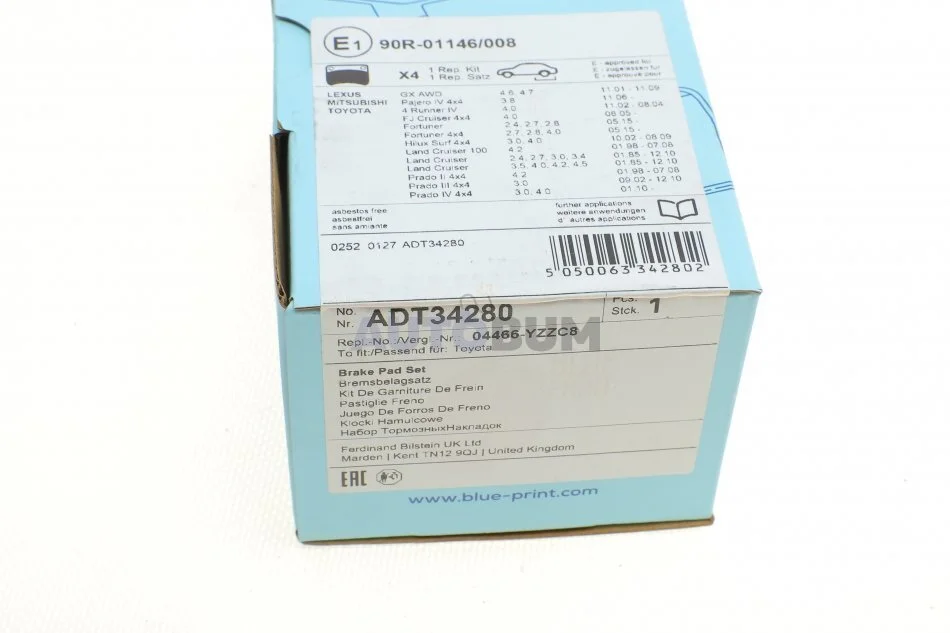 E1 90R-01146/008
X4 1 Rep. Kit
1 Rep. Satz
E - approved for
E - zugelassen für
E - approuvé pour
LEXUS GX AWD 4.6, 4.7 11.01 - 11.09
MITSUBISHI Pajero IV 4x4 3.8 11.06 -
TOYOTA 4 Runner IV 4.0 11.02 - 08.04
FJ Cruiser 4x4 4.0 08.05 -
Fortuner 2.4, 2.7, 2.8 05.15 -
Fortuner 4x4 2.7, 2.8, 4.0 05.15 -
Hilux Surf 4x4 3.0, 4.0 10.02 - 08.09
Land Cruiser 100 4.2 01.98 - 07.08
Land Cruiser 2.4, 2.7, 3.0, 3.4 01.85 - 12.10
Land Cruiser 3.5, 4.0, 4.2, 4.5 01.85 - 12.10
Prado II 4x4 4.2 01.98 - 07.08
Prado III 4x4 3.0 09.02 - 12.10
Prado IV 4x4 3.0, 4.0 01.10 -
asbestos free
asbestfrei
sans amiante
further applications
weitere anwendungen
d' autres applications
0252 0127 ADT34280
5 050063 342802
No.
Nr. ADT34280
Pcs.
Stck. 1
AUTOBUM
Repl.-No./Vergl.-Nr.: 04466-YZZC8
To fit:/Passend für: Toyota
Brake Pad Set
Bremsbelagsatz
Kit De Garniture De Frein
Pastiglie Freno
Juego De Forros De Freno
Klocki Hamulcowe
Набор ТормозныхНакладок
Ferdinand Bilstein UK Ltd
Marden | Kent TN12 9QJ | United Kingdom
EAC
www.blue-print.com